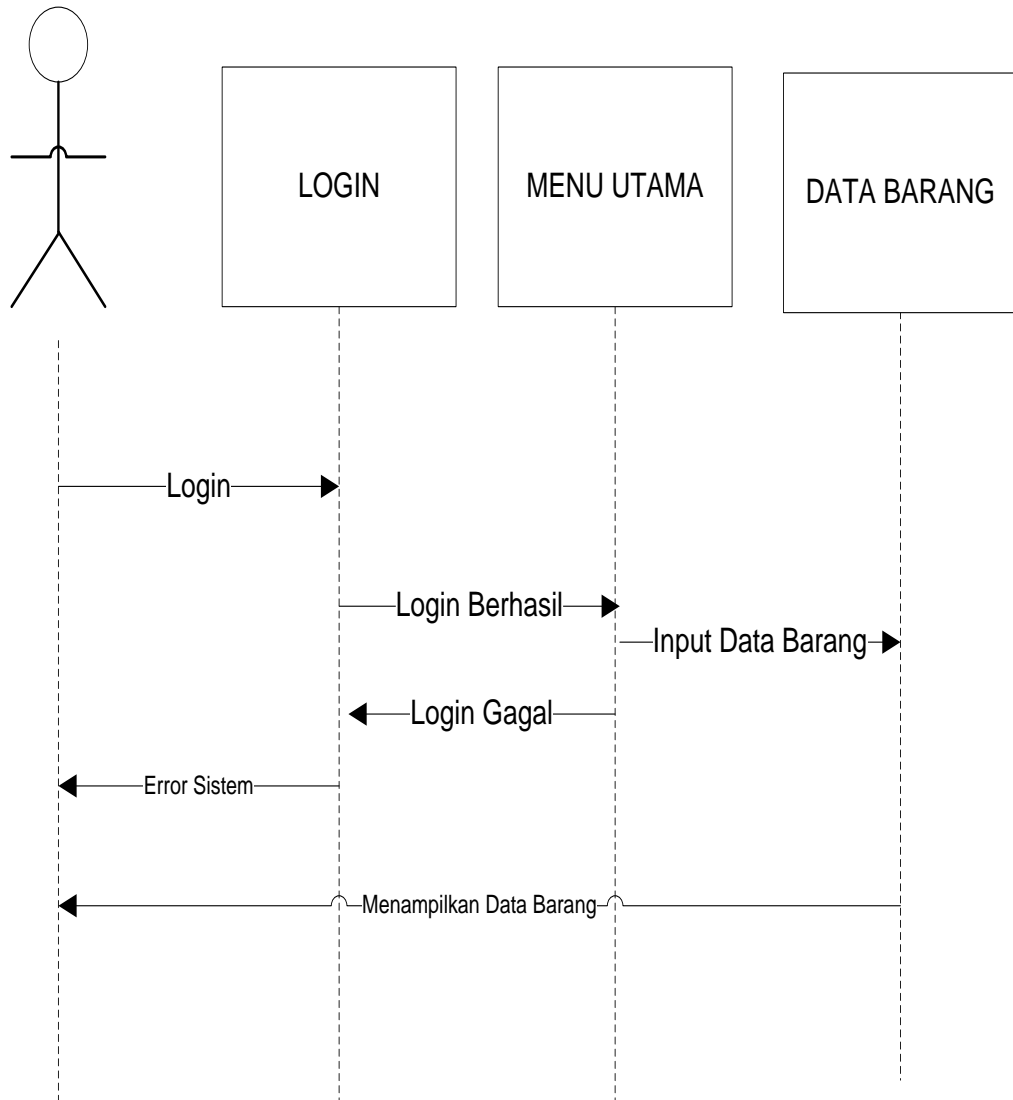 LOGIN
MENU UTAMA
DATA BARANG
Login
Login Berhasil
Input Data Barang
Login Gagal
Error Sistem
Menampilkan Data Barang